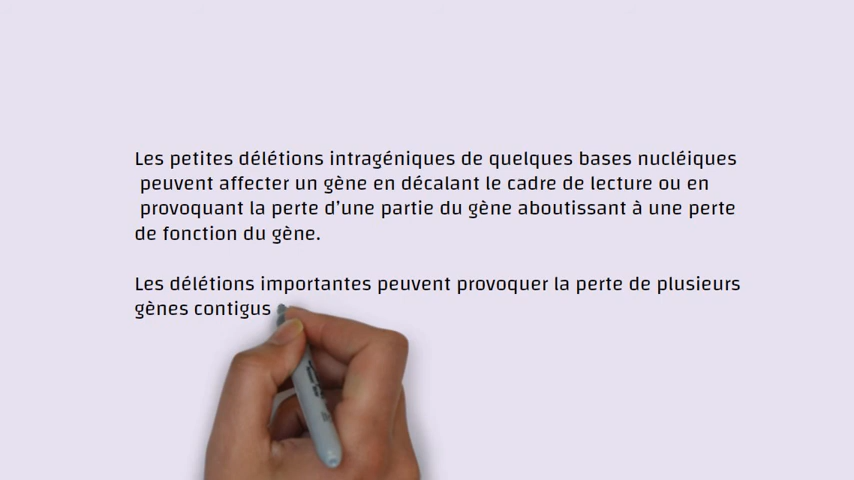 Les petites délétions intragéniques de quelques bases nucléiques
peuvent affecter un gène en décalant le cadre de lecture ou en
provoquant la perte d’une partie du gène aboutissant à une perte
de fonction du gène.
Les délétions importantes peuvent provoquer la perte de plusieurs
gènes contigus